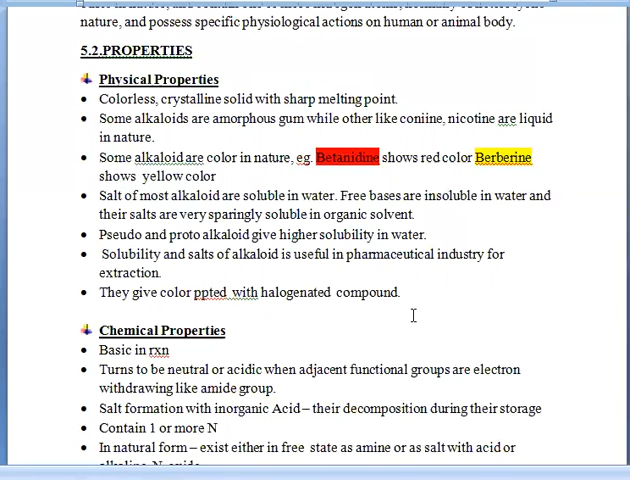 nature, and possess specific physiological actions on human or animal body.
5.2.PROPERTIES
Physical Properties
• Colorless, crystalline solid with sharp melting point.
• Some alkaloids are amorphous gum while other like coniine, nicotine are liquid
in nature.
• Some alkaloid are color in nature, eg. Betanidine shows red color Berberine
shows yellow color
• Salt of most alkaloid are soluble in water. Free bases are insoluble in water and
their salts are very sparingly soluble in organic solvent.
• Pseudo and proto alkaloid give higher solubility in water.
• Solubility and salts of alkaloid is useful in pharmaceutical industry for
extraction.
• They give color ppted with halogenated compound.
Chemical Properties
• Basic in rxn
• Turns to be neutral or acidic when adjacent functional groups are electron
withdrawing like amide group.
• Salt formation with inorganic Acid – their decomposition during their storage
• Contain 1 or more N
• In natural form – exist either in free state as amine or as salt with acid or